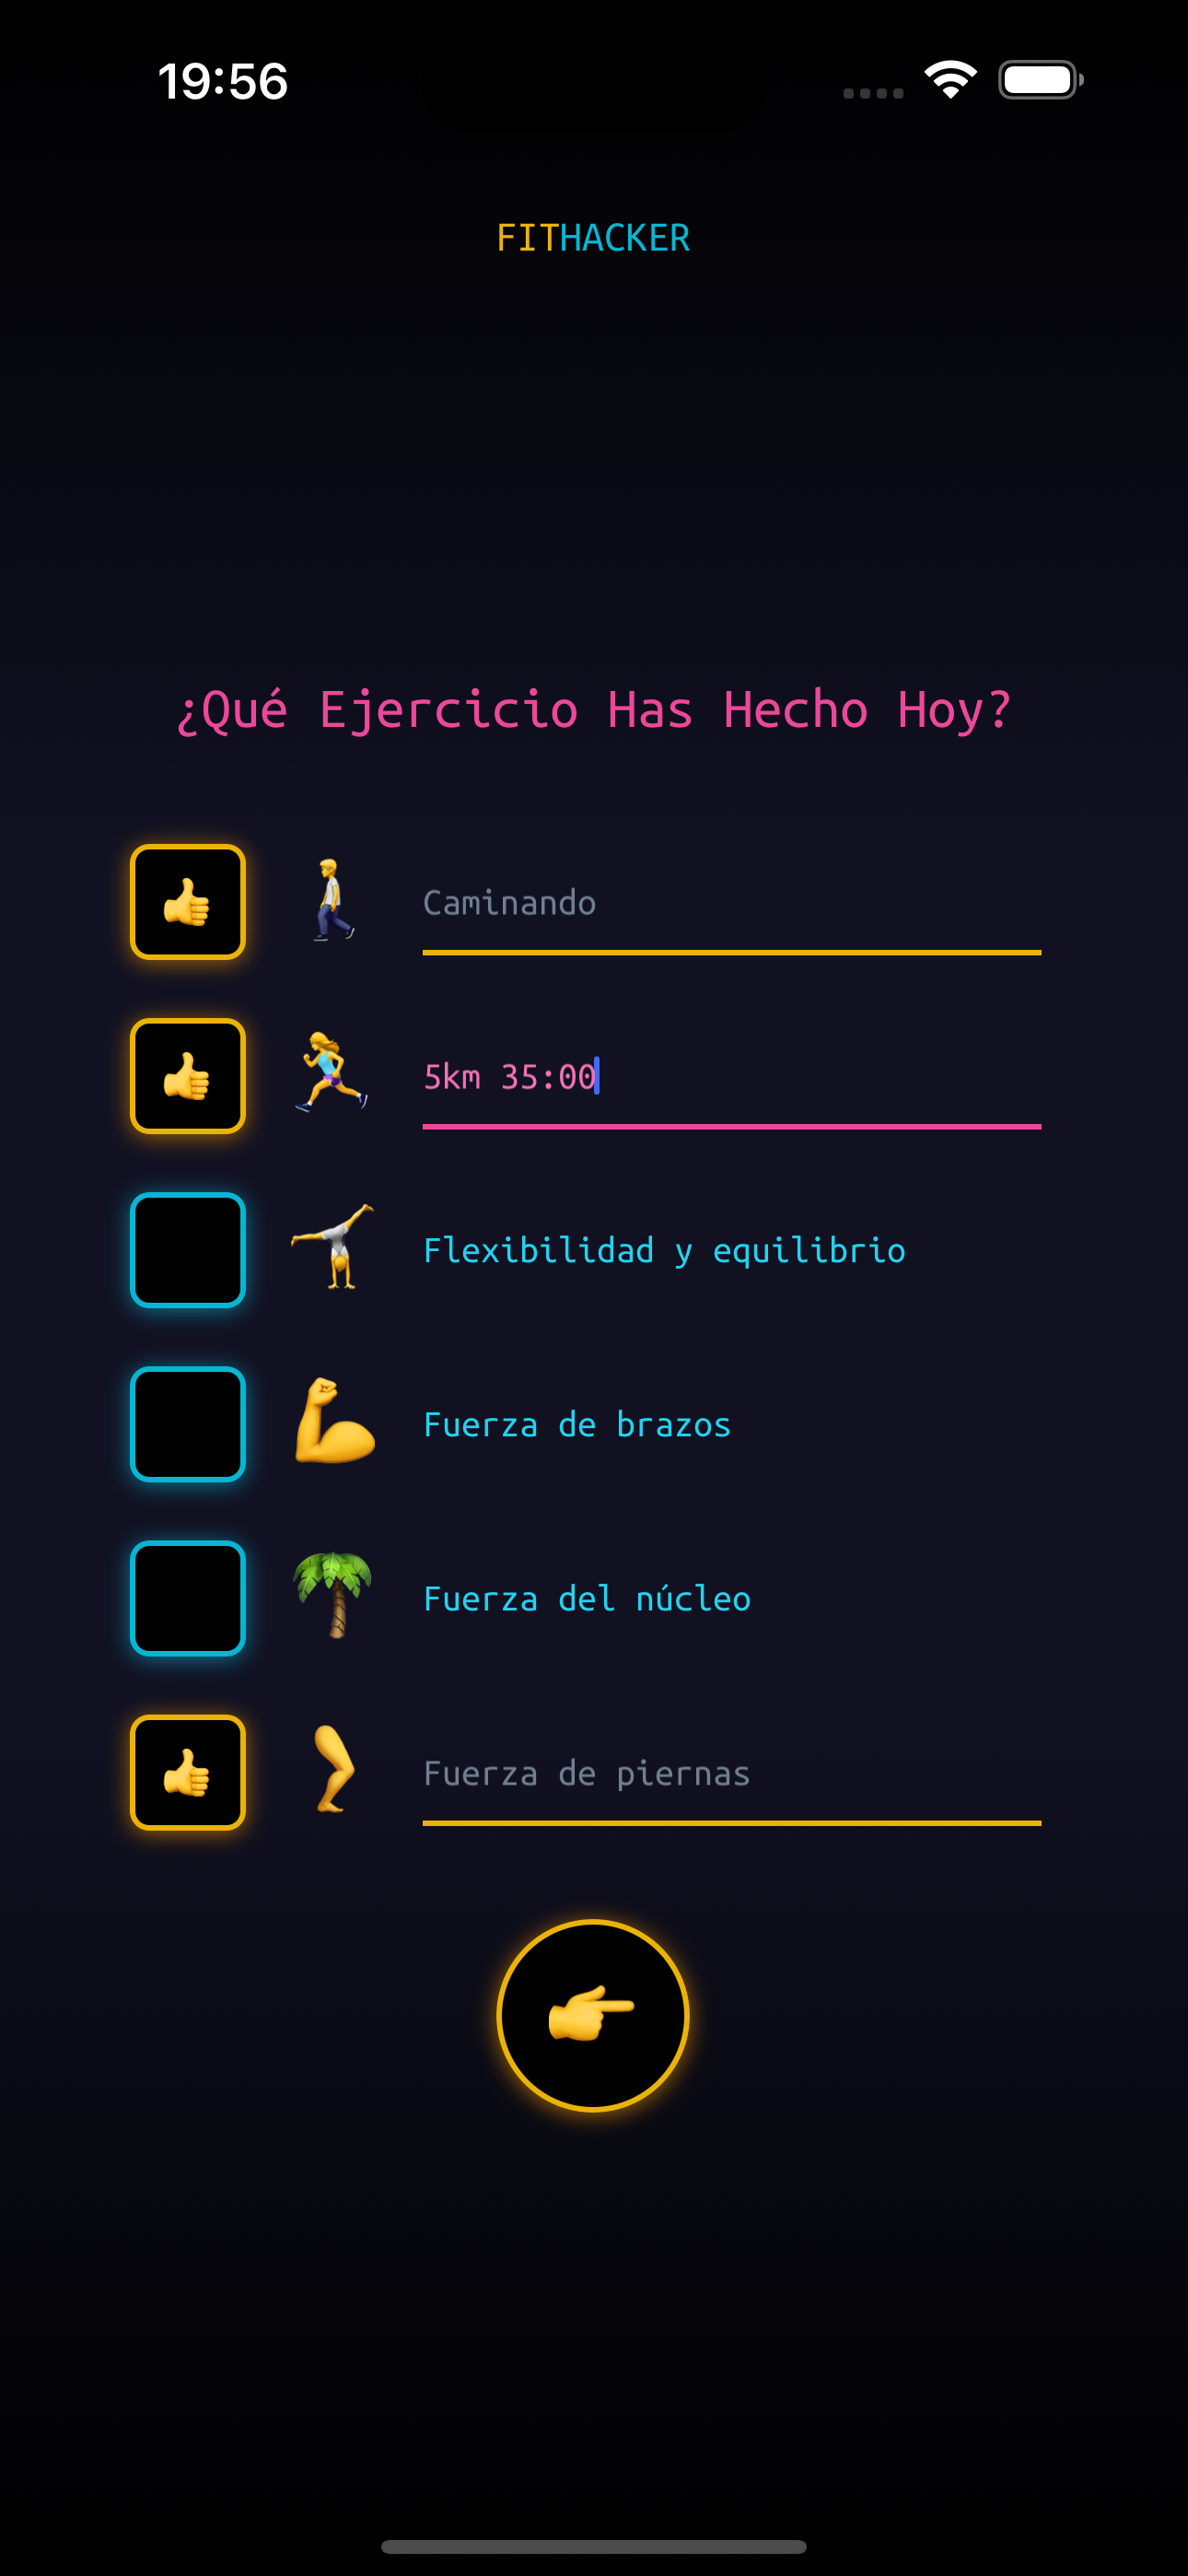 19:56
FITHACKER
¿Qué Ejercicio Has Hecho Hoy?
Caminando
5km 35:00
Flexibilidad y equilibrio
Fuerza de brazos
Fuerza del núcleo
Fuerza de piernas